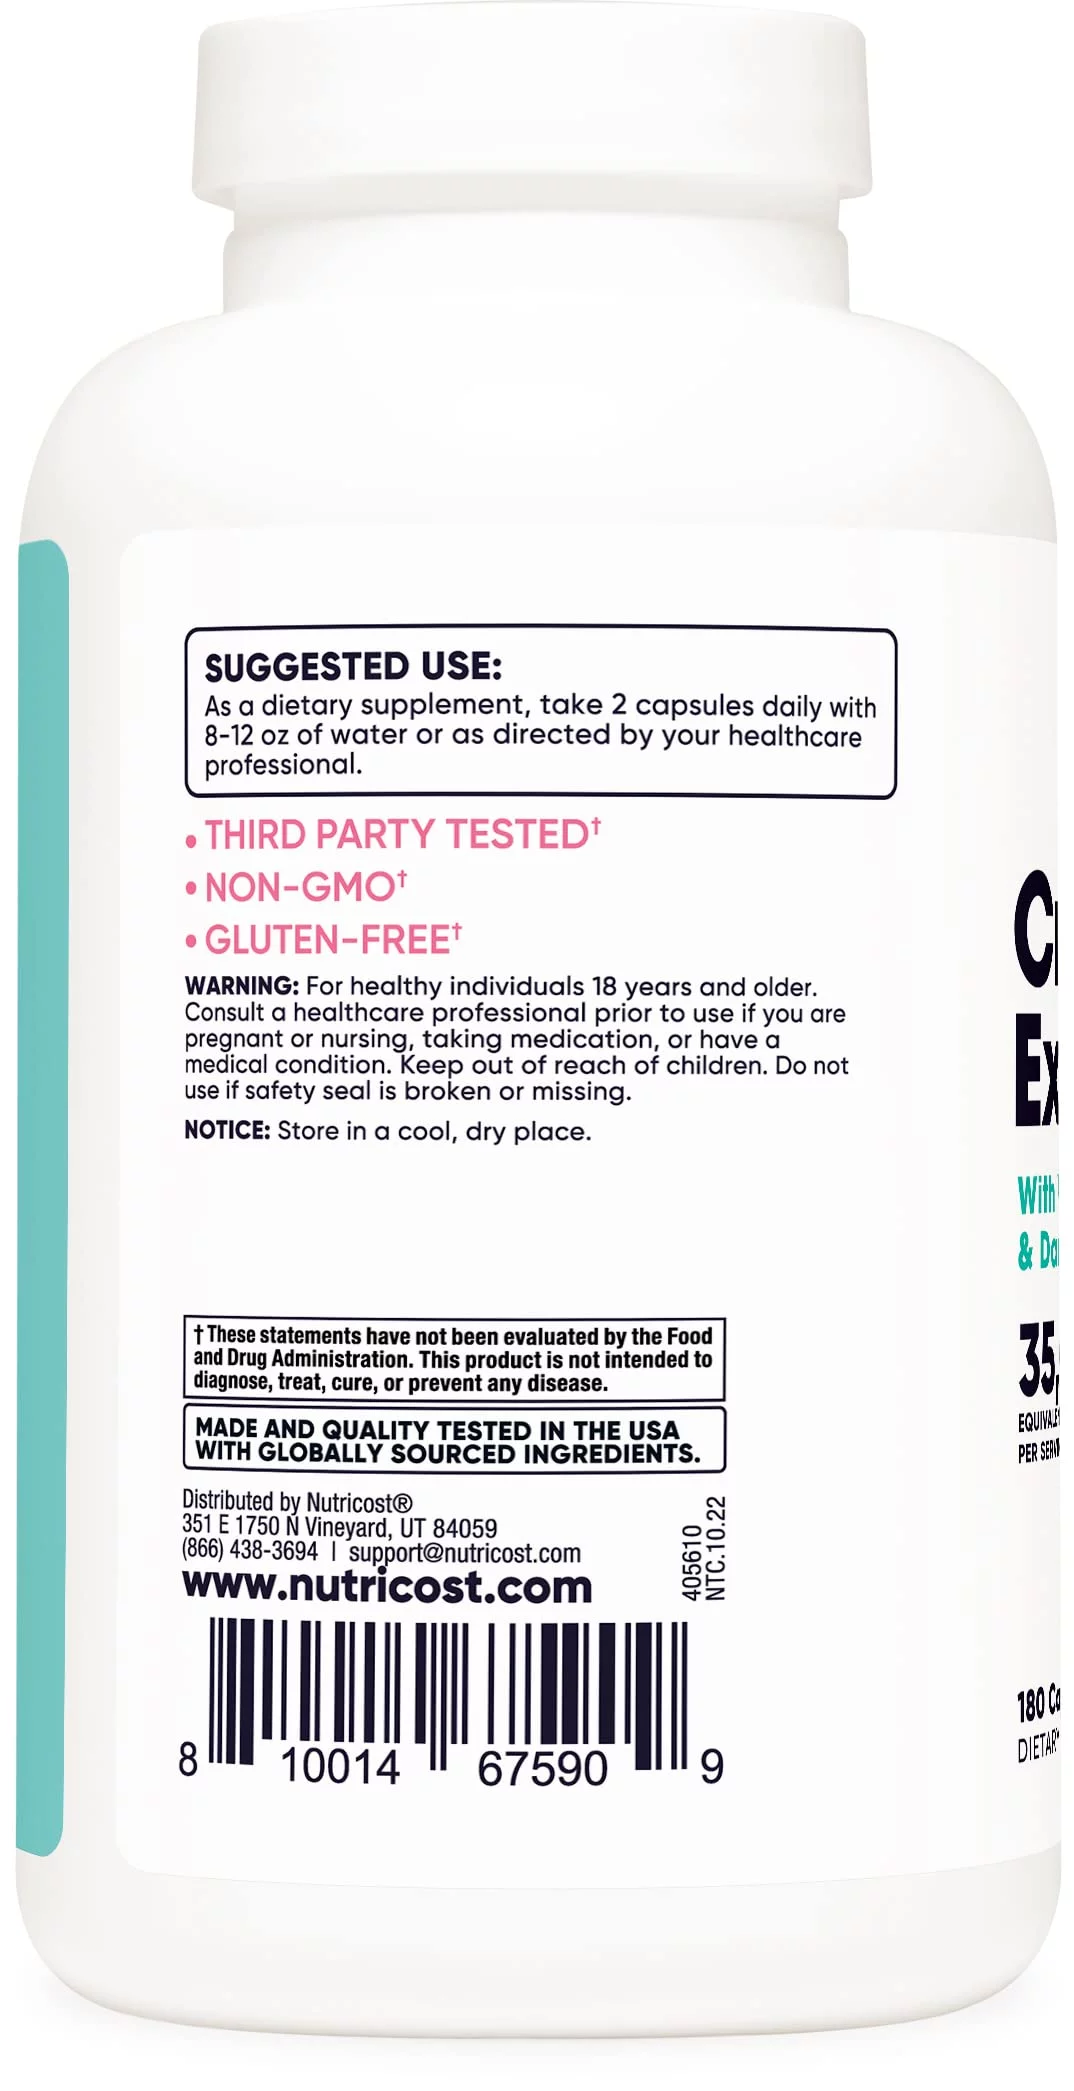 SUGGESTED USE:
As a dietary supplement, take 2 capsules daily with
8-12 oz of water or as directed by your healthcare
professional.
• THIRD PARTY TESTED†
• NON-GMO†
• GLUTEN-FREE†
WARNING: For healthy individuals 18 years and older.
Consult a healthcare professional prior to use if you are
pregnant or nursing, taking medication, or have a
medical condition. Keep out of reach of children. Do not
use if safety seal is broken or missing.
NOTICE: Store in a cool, dry place.
† These statements have not been evaluated by the Food
and Drug Administration. This product is not intended to
diagnose, treat, cure, or prevent any disease.
MADE AND QUALITY TESTED IN THE USA
WITH GLOBALLY SOURCED INGREDIENTS.
Distributed by Nutricost®
351 E 1750 N Vineyard, UT 84059
(866) 438-3694 | support@nutricost.com
www.nutricost.com
405610
NTC.10.22
8 10014 67590 9
With
&
35,
PER
180